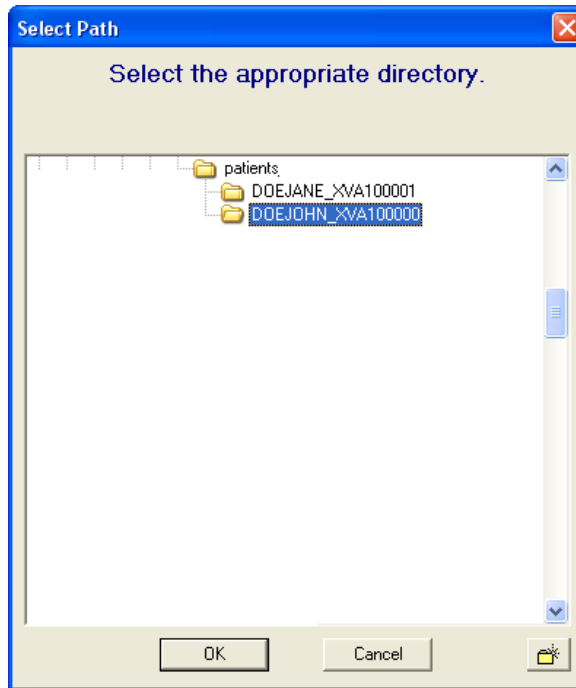 Select Path
Select the appropriate directory.
patients
DOEJANE_XVA100001
DOEJOHN_XVA100000
OK
Cancel